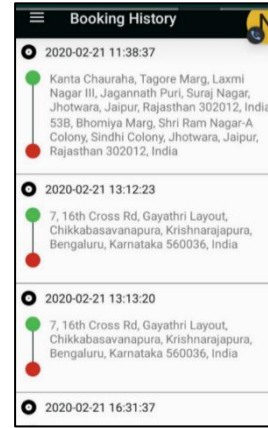 Booking History
2020-02-21 11:38:37
Kanta Chauraha, Tagore Marg, Laxmi
Nagar III, Jagannath Puri, Suraj Nagar,
Jhotwara, Jaipur, Rajasthan 302012, India
53B, Bhomiya Marg, Shri Ram Nagar-A
Colony, Sindhi Colony, Jhotwara, Jaipur,
Rajasthan 302012, India
2020-02-21 13:12:23
7, 16th Cross Rd, Gayathri Layout,
Chikkabasavanapura, Krishnarajapura,
Bengaluru, Karnataka 560036, India
2020-02-21 13:13:20
7, 16th Cross Rd, Gayathri Layout,
Chikkabasavanapura, Krishnarajapura,
Bengaluru, Karnataka 560036, India
2020-02-21 16:31:37